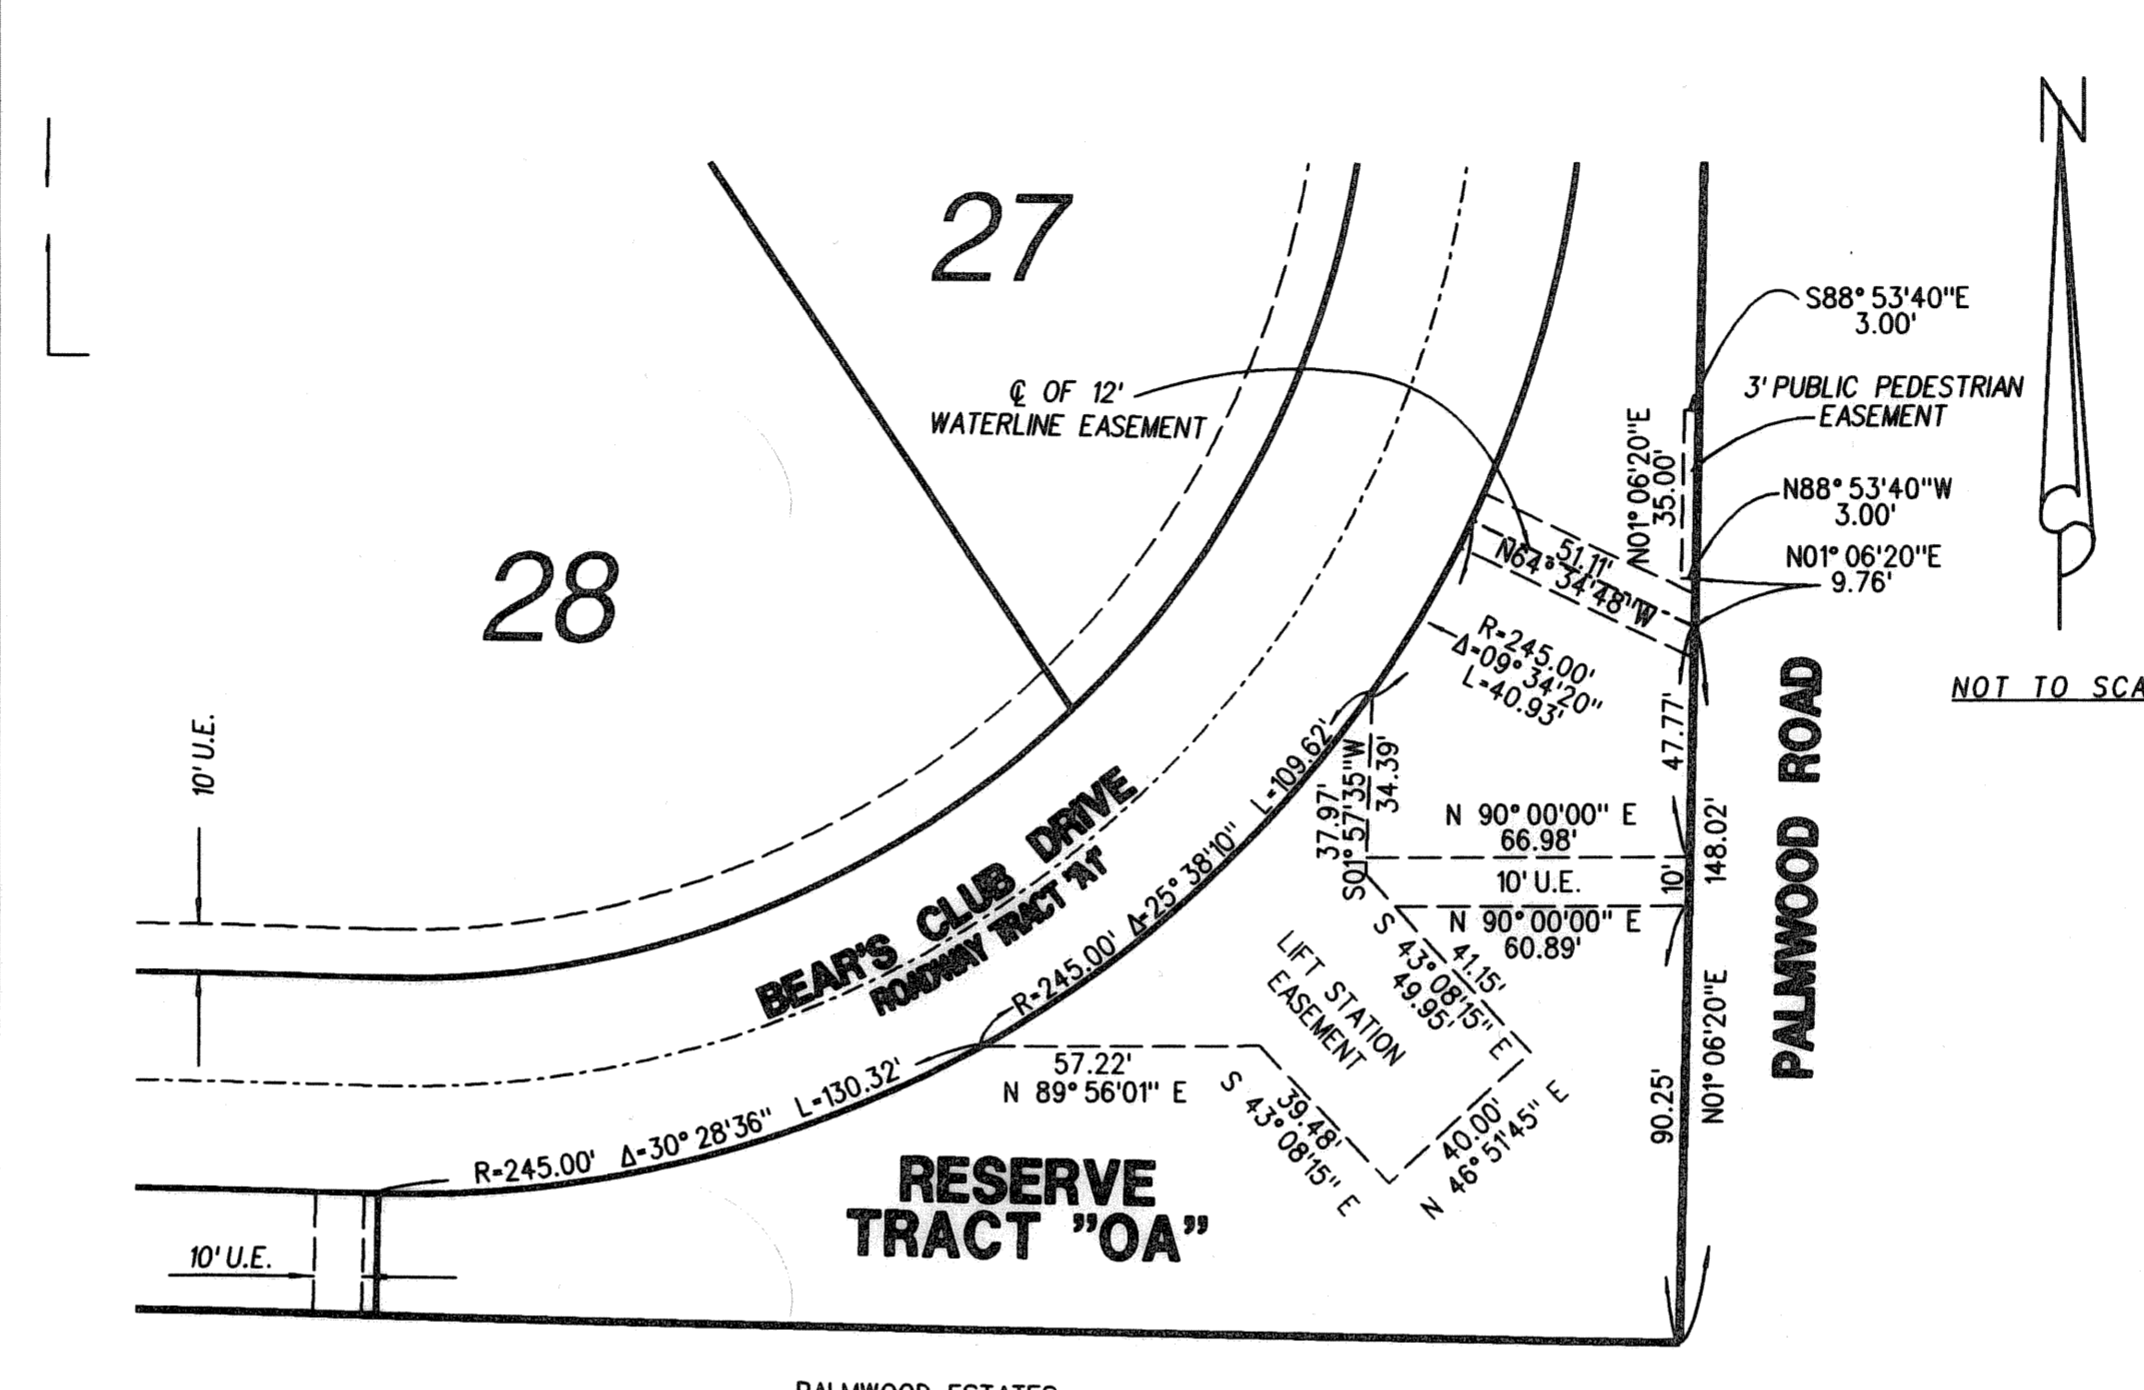 N
27
S88°53'40"E
3.00'
3' PUBLIC PEDESTRIAN
EASEMENT
℄ OF 12'
WATERLINE EASEMENT
N01°06'20"E
35.00'
N88°53'40"W
3.00'
N01°06'20"E
9.76'
51.11'
N64°34'48"W
28
R=245.00'
Δ=09°34'20"
L=40.93'
NOT TO SCA
47.77'
PALMWOOD ROAD
10' U.E.
37.97'
S01°57'35"W
34.39'
N 90°00'00" E
66.98'
10' U.E.
10'
148.02'
N 90°00'00" E
60.89'
BEAR'S CLUB DRIVE
ROADWAY TRACT "A1"
R=245.00' Δ=25°38'10" L=109.62'
41.15'
S 43°08'15" E
49.95'
LIFT STATION
EASEMENT
N01°06'20"E
90.25'
57.22'
N 89°56'01" E
39.48'
S 43°08'15" E
40.00'
N 46°51'45" E
R=245.00' Δ=30°28'36" L=130.32'
RESERVE
TRACT "OA"
10' U.E.
PALMWOOD ESTATES